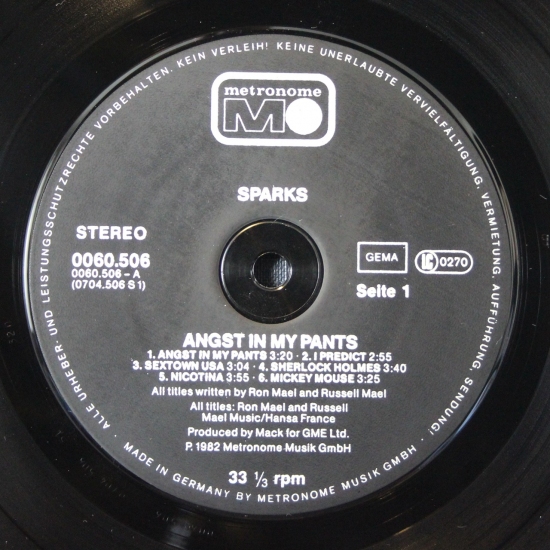 metronome
M
SPARKS
STEREO
0060.506
0060.506 – A
(0704.506 S 1)
GEMA
LC 0270
Seite 1
ANGST IN MY PANTS
1. ANGST IN MY PANTS 3:20 · 2. I PREDICT 2:55
3. SEXTOWN USA 3:04 · 4. SHERLOCK HOLMES 3:40
5. NICOTINA 3:55 · 6. MICKEY MOUSE 3:25
All titles written by Ron Mael and Russell Mael
All titles: Ron Mael and Russell
Mael Music/Hansa France
Produced by Mack for GME Ltd.
P. 1982 Metronome Musik GmbH
33 1/3 rpm
· ALLE URHEBER- UND LEISTUNGSSCHUTZRECHTE VORBEHALTEN. KEIN VERLEIH! KEINE UNERLAUBTE VERVIELFÄLTIGUNG, VERMIETUNG, AUFFÜHRUNG, SENDUNG! ·
MADE IN GERMANY BY METRONOME MUSIK GMBH